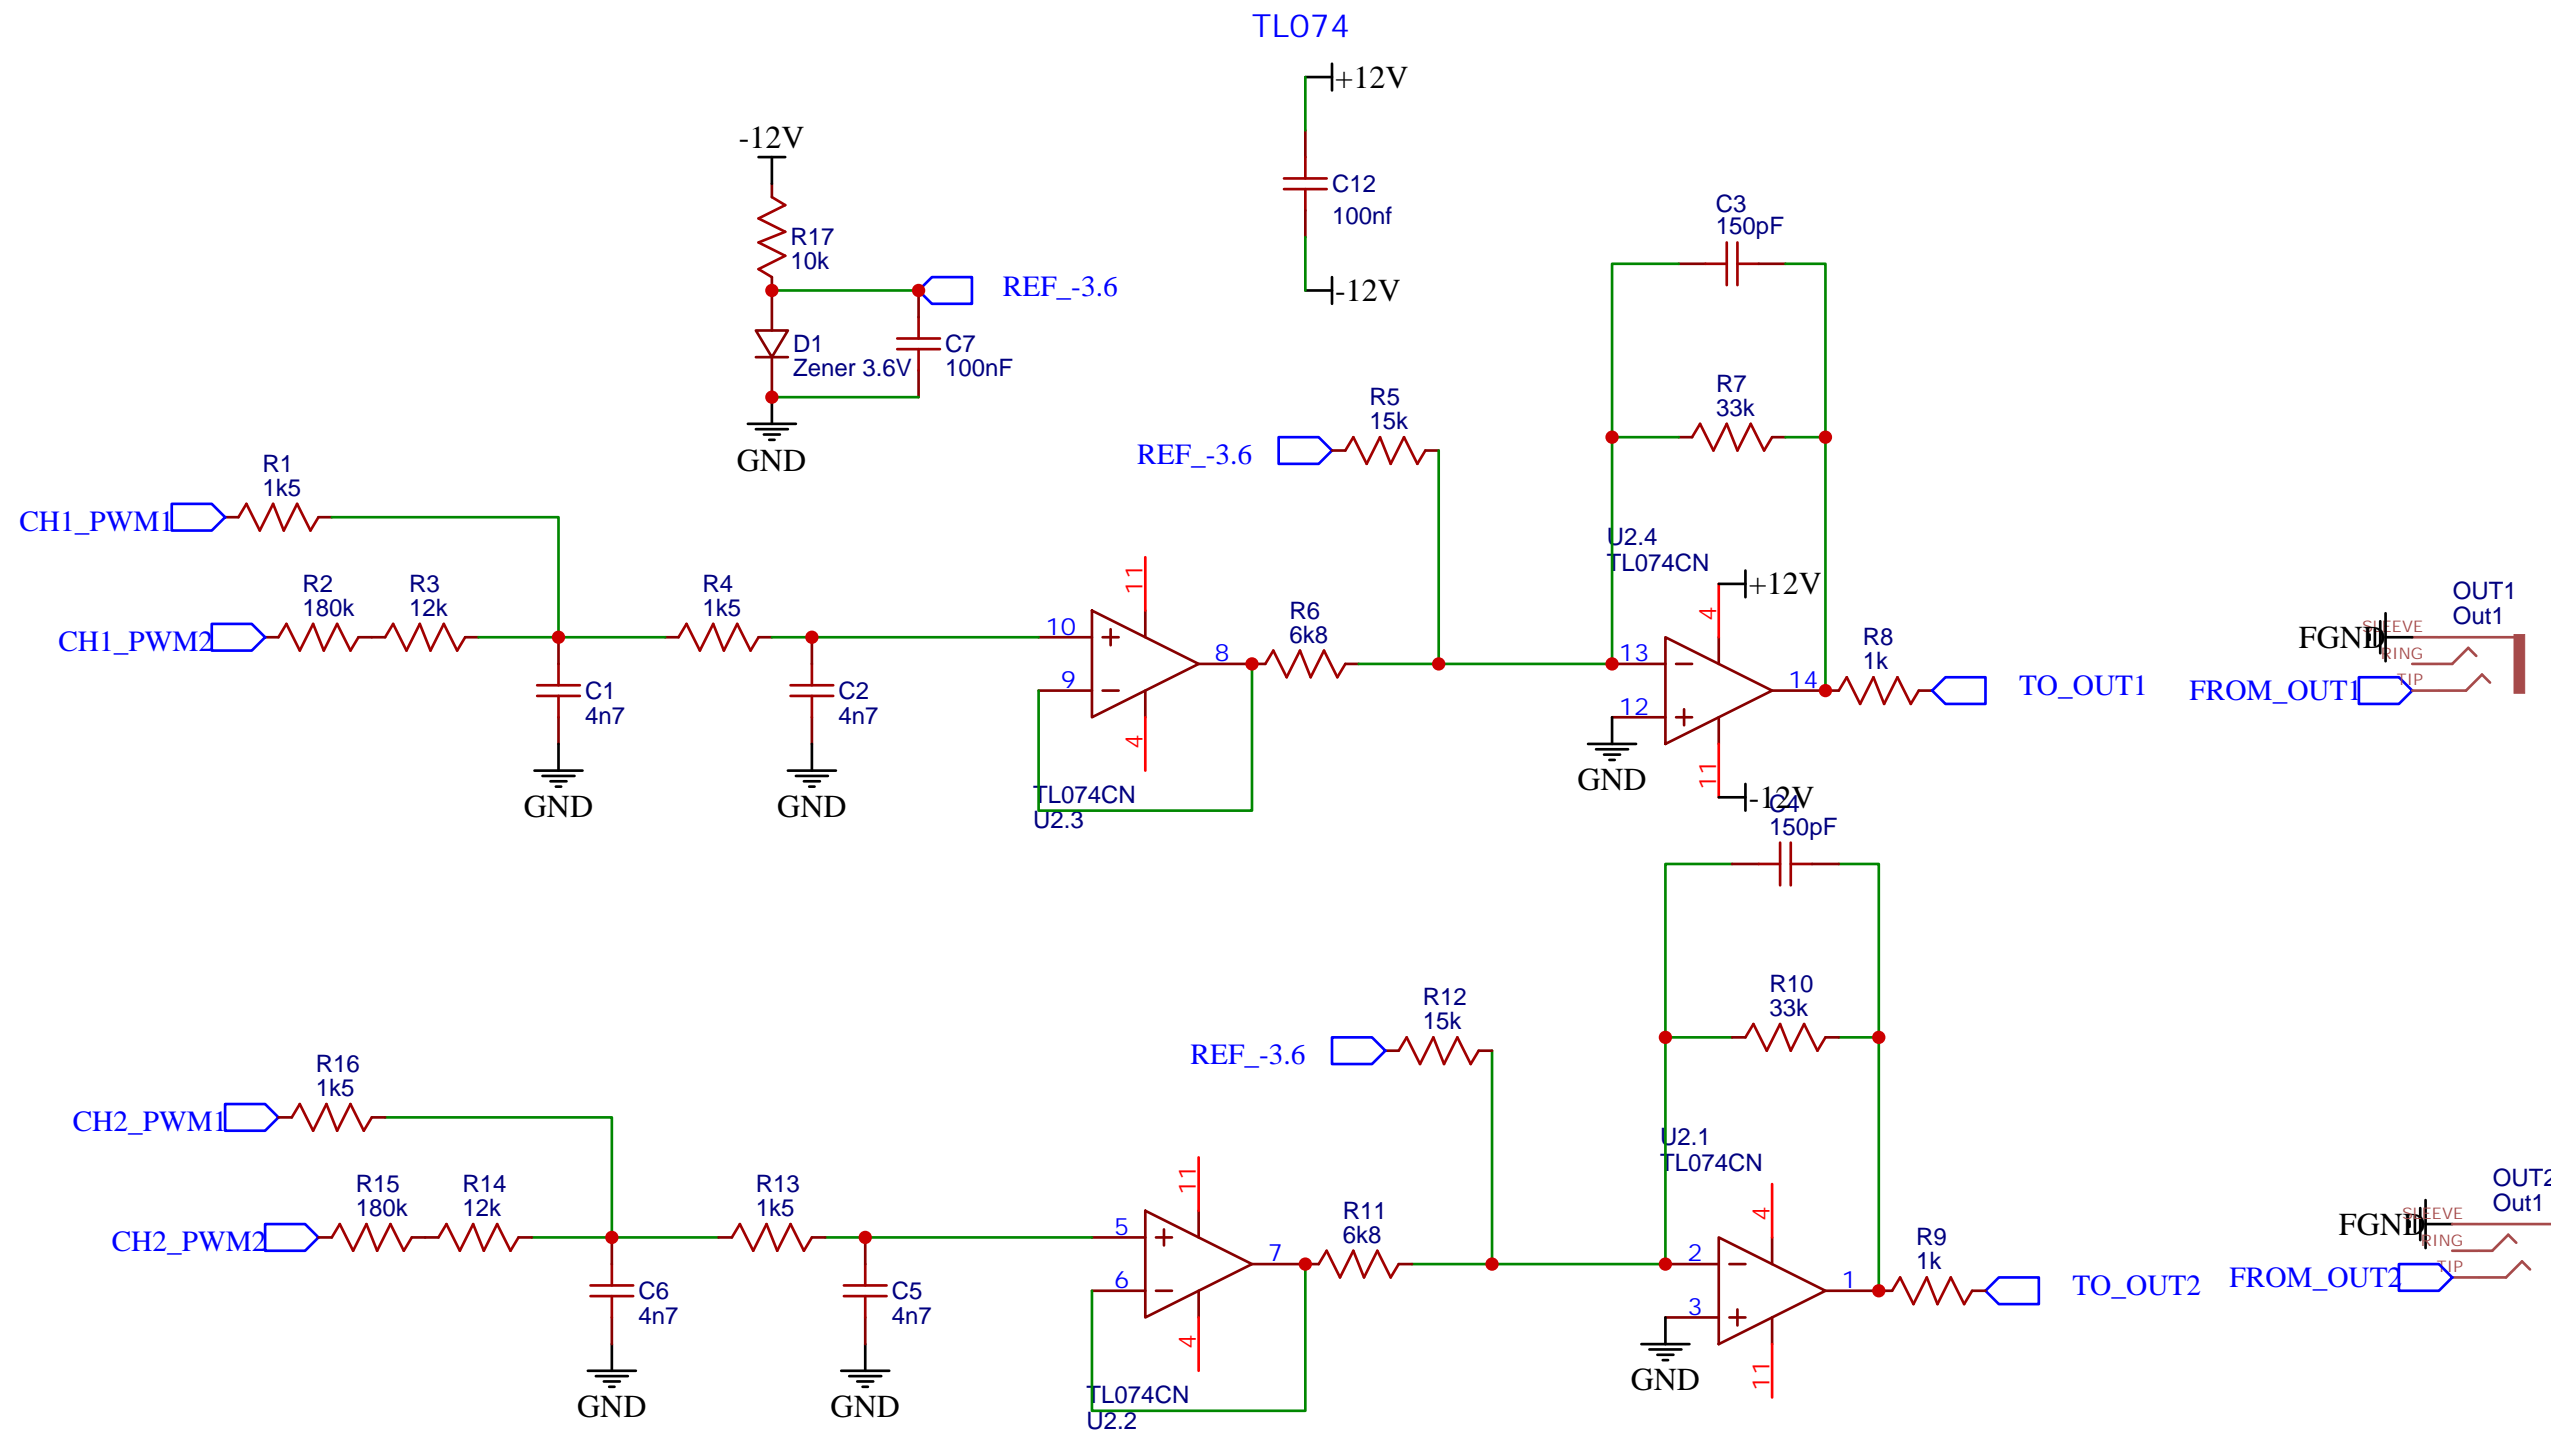 TL074
+12V
C12
100nf
-12V
-12V
R17
10k
REF_-3.6
D1
Zener 3.6V
C7
100nF
GND
C3
150pF
R7
33k
R5
15k
REF_-3.6
R1
1k5
CH1_PWM1
R2
180k
R3
12k
CH1_PWM2
R4
1k5
C1
4n7
GND
C2
4n7
GND
11
10
9
8
4
TL074CN
U2.3
R6
6k8
U2.4
TL074CN
+12V
4
13
12
14
11
-12V
GND
R8
1k
TO_OUT1
OUT1
Out1
FGND
SLEEVE
RING
TIP
FROM_OUT1
C4
150pF
R10
33k
R12
15k
REF_-3.6
R16
1k5
CH2_PWM1
R15
180k
R14
12k
CH2_PWM2
R13
1k5
C6
4n7
GND
C5
4n7
GND
11
5
6
7
4
TL074CN
U2.2
R11
6k8
U2.1
TL074CN
4
2
3
1
11
GND
R9
1k
TO_OUT2
OUT2
Out1
FGND
SLEEVE
RING
TIP
FROM_OUT2